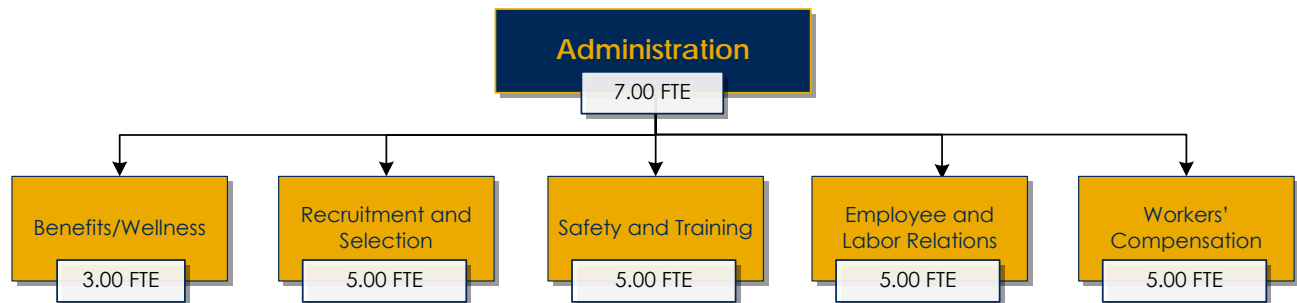 Administration
7.00 FTE
Benefits/Wellness
3.00 FTE
Recruitment and
Selection
5.00 FTE
Safety and Training
5.00 FTE
Employee and
Labor Relations
5.00 FTE
Workers’
Compensation
5.00 FTE